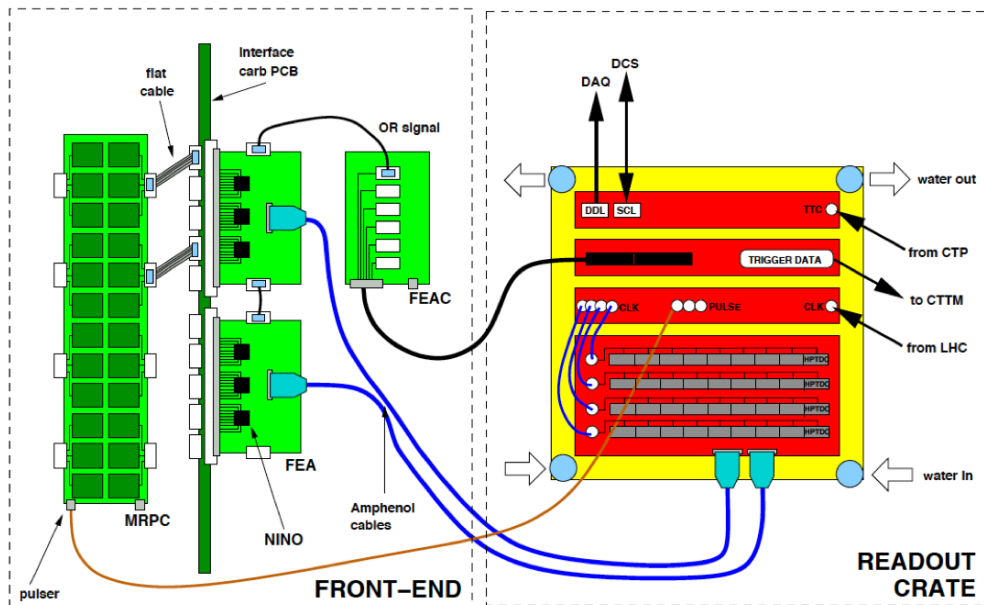 Interface
carb PCB
flat
cable
OR signal
FEAC
MRPC
FEA
NINO
Amphenol
cables
pulser
FRONT–END
DAQ
DCS
DDL
SCL
TTC
water out
from CTP
TRIGGER DATA
to CTTM
CLK
PULSE
CLK
from LHC
HPTDC
HPTDC
HPTDC
HPTDC
water In
READOUT
CRATE